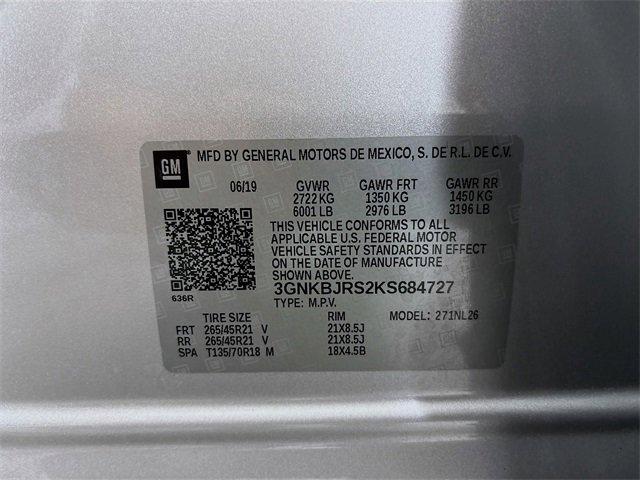 GM MFD BY GENERAL MOTORS DE MEXICO, S. DE R.L. DE C.V.
06/19 GVWR GAWR FRT GAWR RR
2722 KG 1350 KG 1450 KG
6001 LB 2976 LB 3196 LB
THIS VEHICLE CONFORMS TO ALL
APPLICABLE U.S. FEDERAL MOTOR
VEHICLE SAFETY STANDARDS IN EFFECT
ON THE DATE OF MANUFACTURE
SHOWN ABOVE.
3GNKBJRS2KS684727
636R
TYPE: M.P.V. MODEL: 271NL26
TIRE SIZE RIM
FRT 265/45R21 V 21X8.5J
RR 265/45R21 V 21X8.5J
SPA T135/70R18 M 18X4.5B